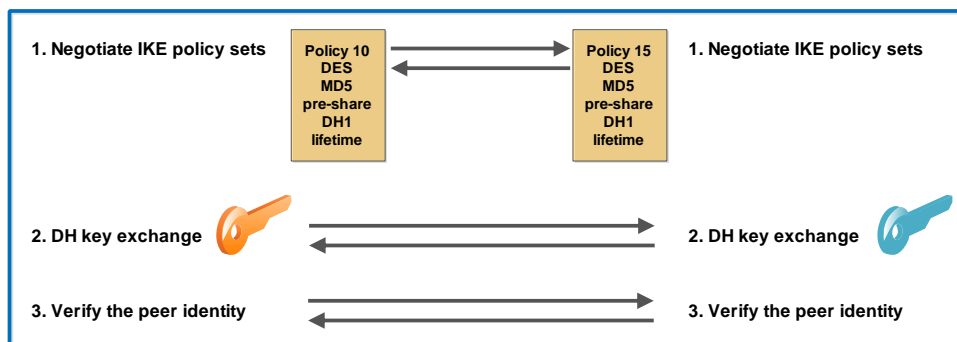 1. Negotiate IKE policy sets
Policy 10
DES
MD5
pre-share
DH1
lifetime
Policy 15
DES
MD5
pre-share
DH1
lifetime
1. Negotiate IKE policy sets
2. DH key exchange
2. DH key exchange
3. Verify the peer identity
3. Verify the peer identity